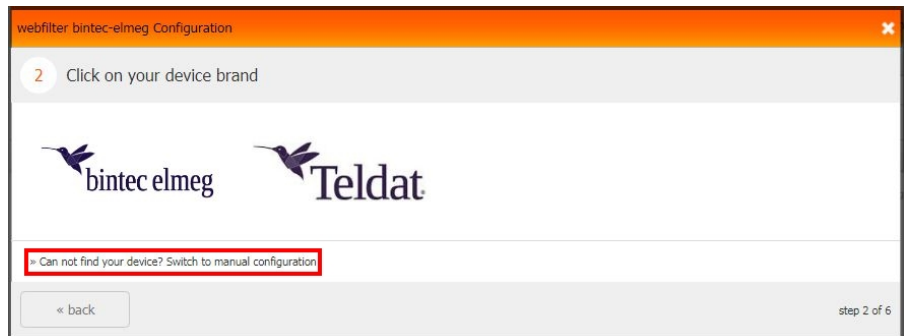 webfilter bintec-elmeg Configuration
2 Click on your device brand
bintec elmeg Teldat.
» Can not find your device? Switch to manual configuration
« back step 2 of 6